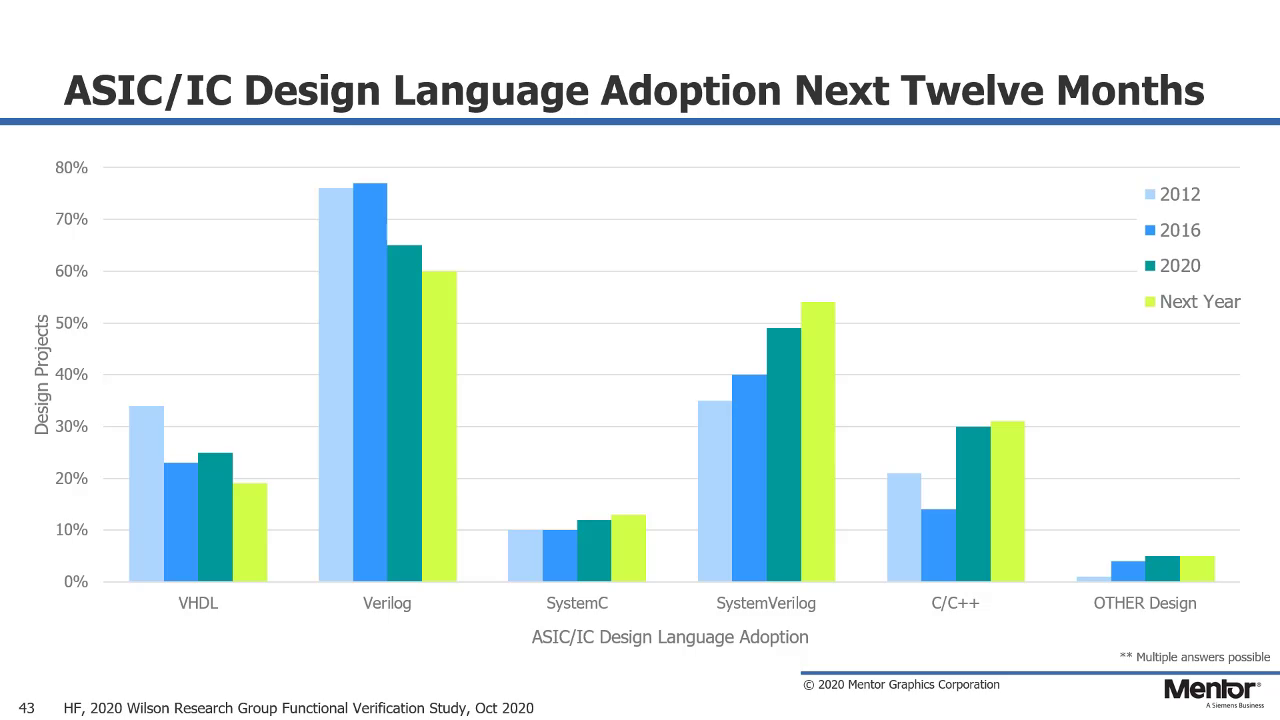 ASIC/IC Design Language Adoption Next Twelve Months
80%
70%
60%
50%
40%
30%
20%
10%
0%
Design Projects
2012
2016
2020
Next Year
VHDL
Verilog
SystemC
SystemVerilog
C/C++
OTHER Design
ASIC/IC Design Language Adoption
** Multiple answers possible
© 2020 Mentor Graphics Corporation
Mentor®
A Siemens Business
43
HF, 2020 Wilson Research Group Functional Verification Study, Oct 2020